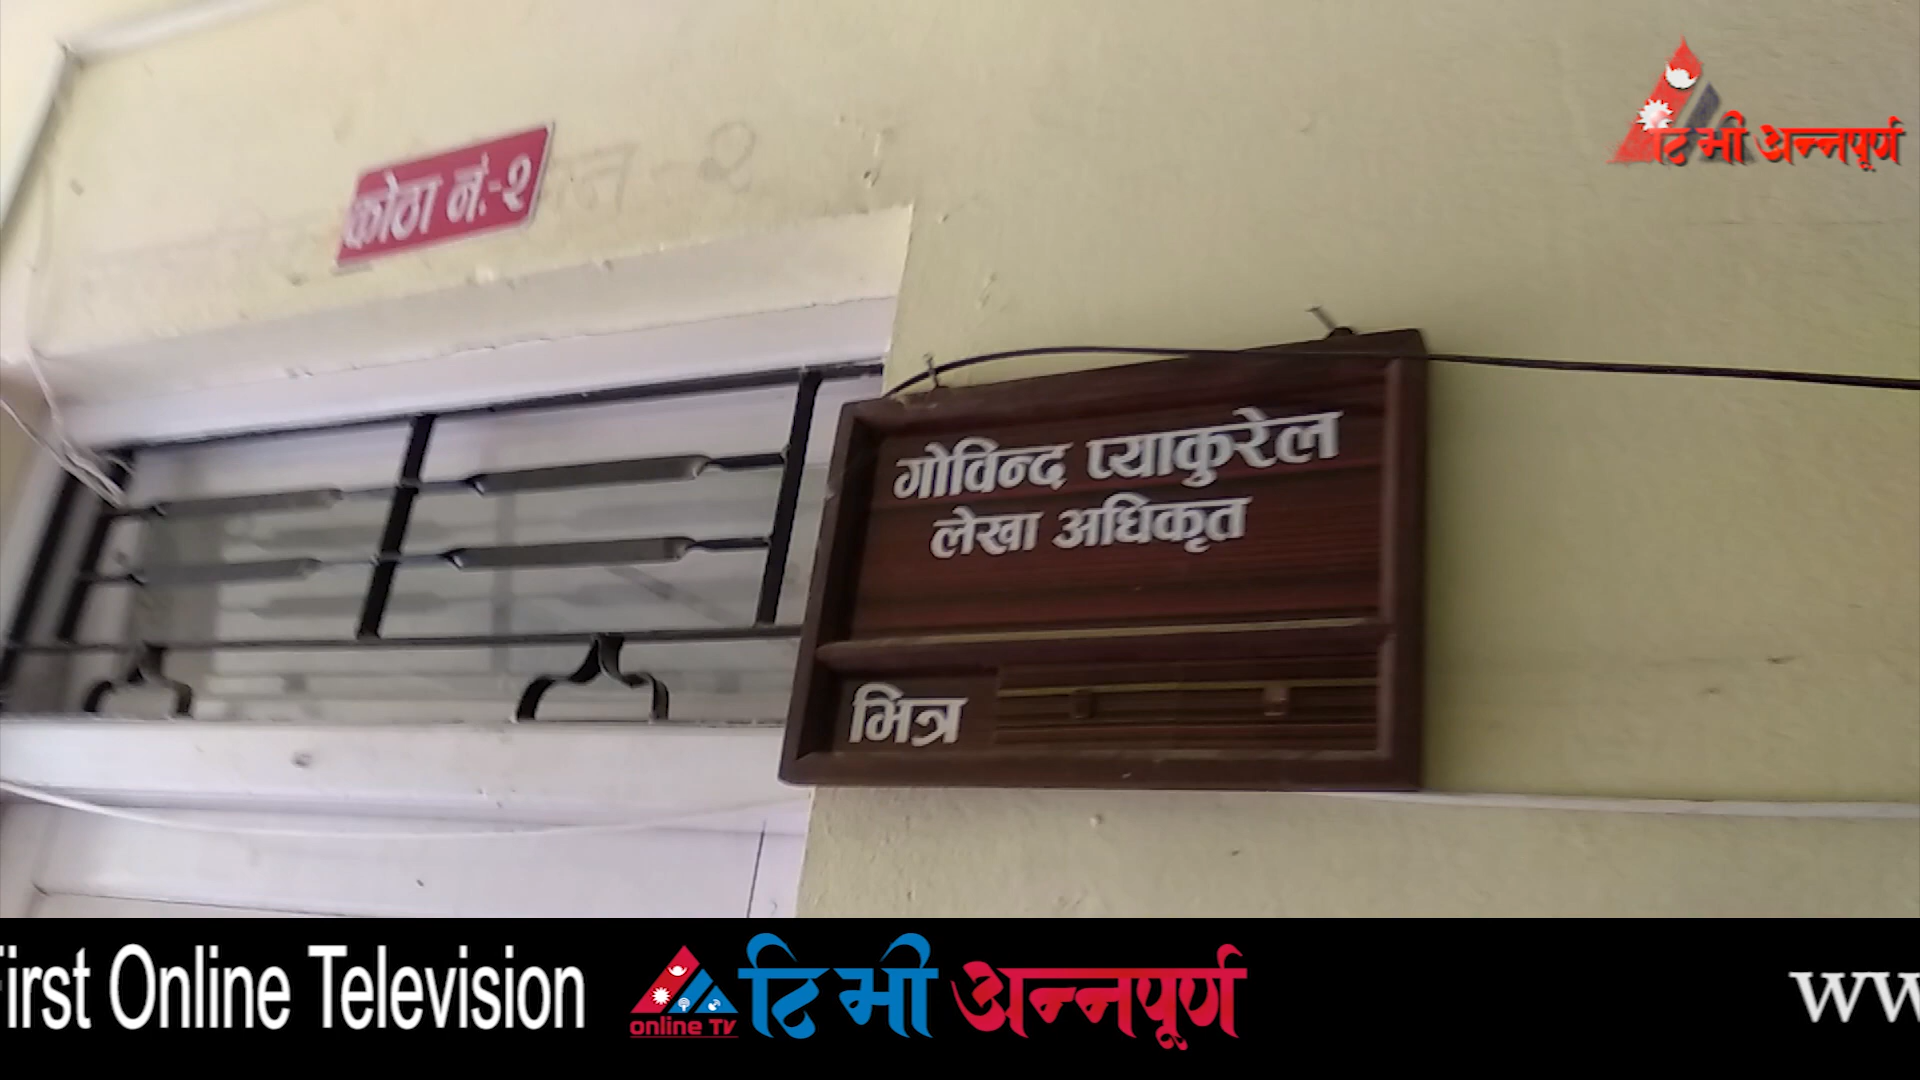 टि भी अन्नपूर्ण
कोठा नं.-२
गोविन्द प्याकुरेल
लेखा अधिकृत
भित्र
First Online Television
online TV
टि भी अन्नपूर्ण
ww